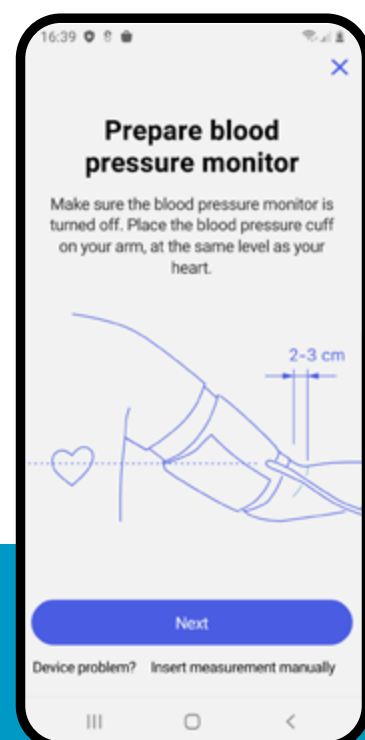 16:39
Prepare blood
pressure monitor
Make sure the blood pressure monitor is
turned off. Place the blood pressure cuff
on your arm, at the same level as your
heart.
2-3 cm
Next
Device problem? Insert measurement manually